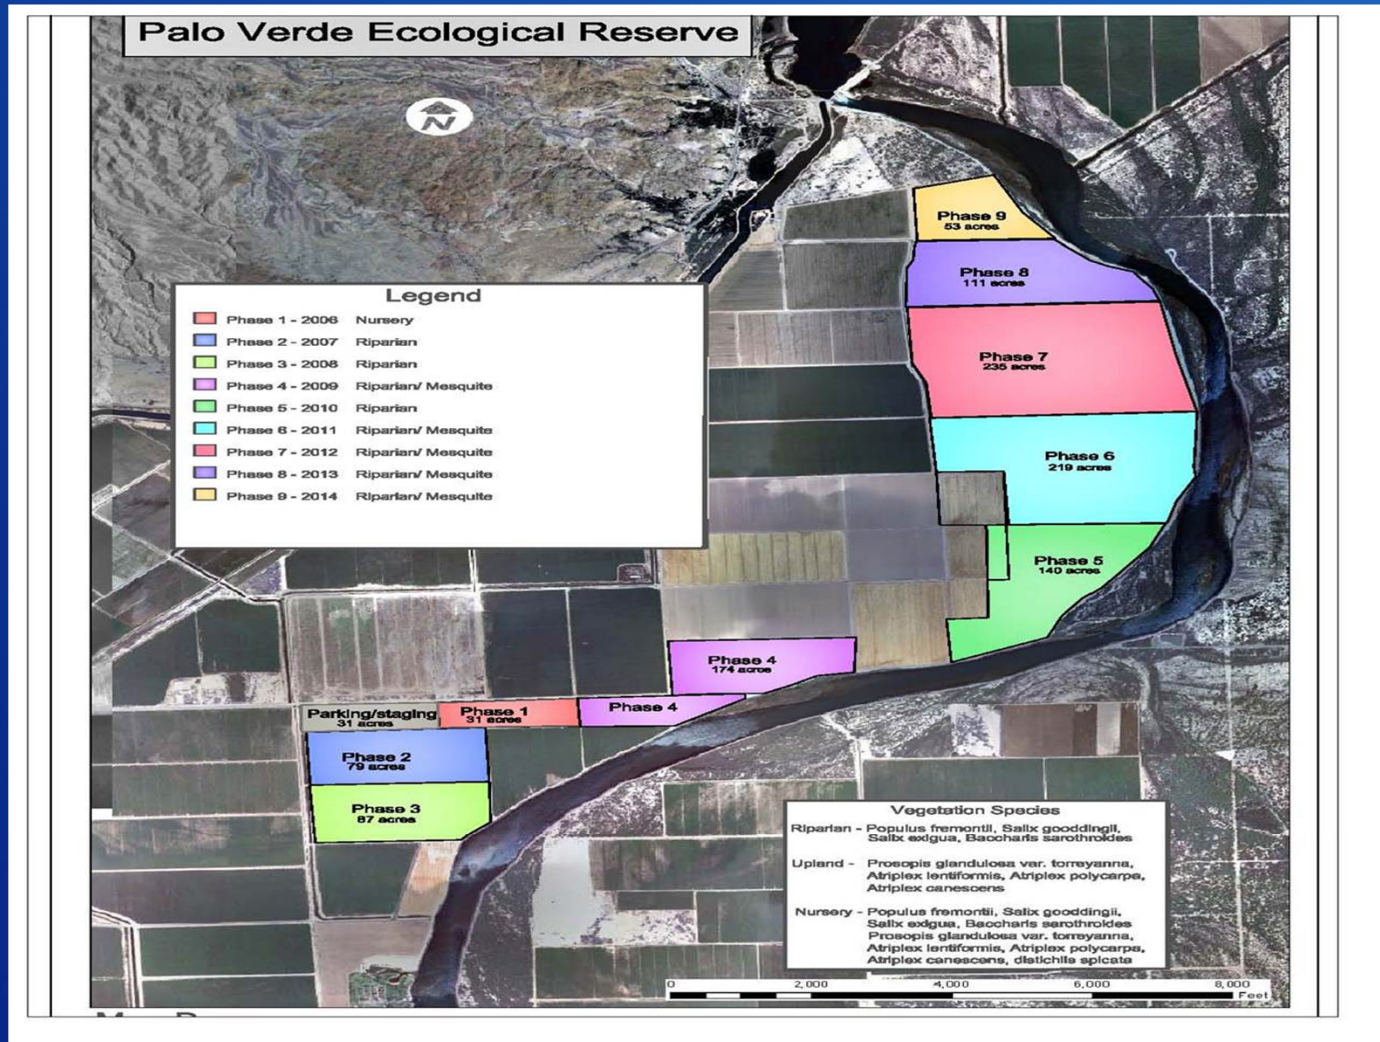 Palo Verde Ecological Reserve
N
Phase 9
53 acres
Phase 8
111 acres
Legend
Phase 1 - 2006 Nursery
Phase 2 - 2007 Riparian
Phase 3 - 2008 Riparian
Phase 4 - 2009 Riparian/ Mesquite
Phase 5 - 2010 Riparian
Phase 6 - 2011 Riparian/ Mesquite
Phase 7 - 2012 Riparian/ Mesquite
Phase 8 - 2013 Riparian/ Mesquite
Phase 9 - 2014 Riparian/ Mesquite
Phase 7
235 acres
Phase 6
219 acres
Phase 5
140 acres
Phase 4
174 acres
Phase 4
Parking/staging
31 acres
Phase 1
31 acres
Phase 2
79 acres
Phase 3
87 acres
Vegetation Species
Riparian - Populus fremontii, Salix gooddingii,
Salix exigua, Baccharis sarothroides
Upland - Prosopis glandulosa var. torreyanna,
Atriplex lentiformis, Atriplex polycarpa,
Atriplex canescens
Nursery - Populus fremontii, Salix gooddingii,
Salix exigua, Baccharis sarothroides
Prosopis glandulosa var. torreyanna,
Atriplex lentiformis, Atriplex polycarpa,
Atriplex canescens, distichlis spicata
0 2,000 4,000 6,000 8,000
Feet